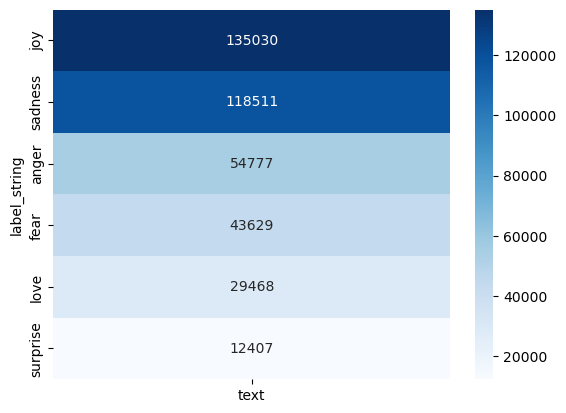 label_string
joy
135030
sadness
118511
anger
54777
fear
43629
love
29468
surprise
12407
text
120000
100000
80000
60000
40000
20000